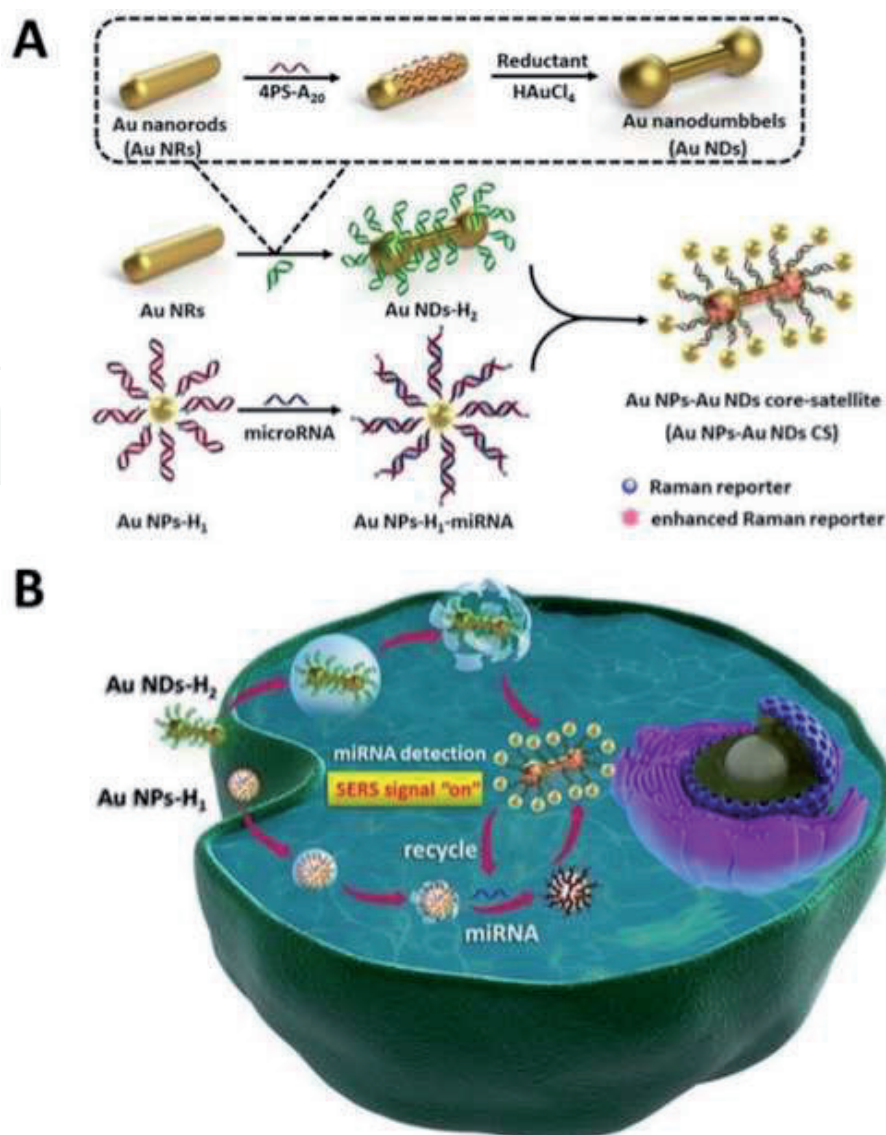 A
4PS-A₂₀
Reductant
HAuCl₄
Au nanorods
(Au NRs)
Au nanodumbbels
(Au NDs)
Au NRs
Au NDs-H₂
microRNA
Au NPs-H₁
Au NPs-H₁-miRNA
Au NPs-Au NDs core-satellite
(Au NPs-Au NDs CS)
Raman reporter
enhanced Raman reporter
B
Au NDs-H₂
Au NPs-H₁
miRNA detection
SERS signal "on"
recycle
miRNA